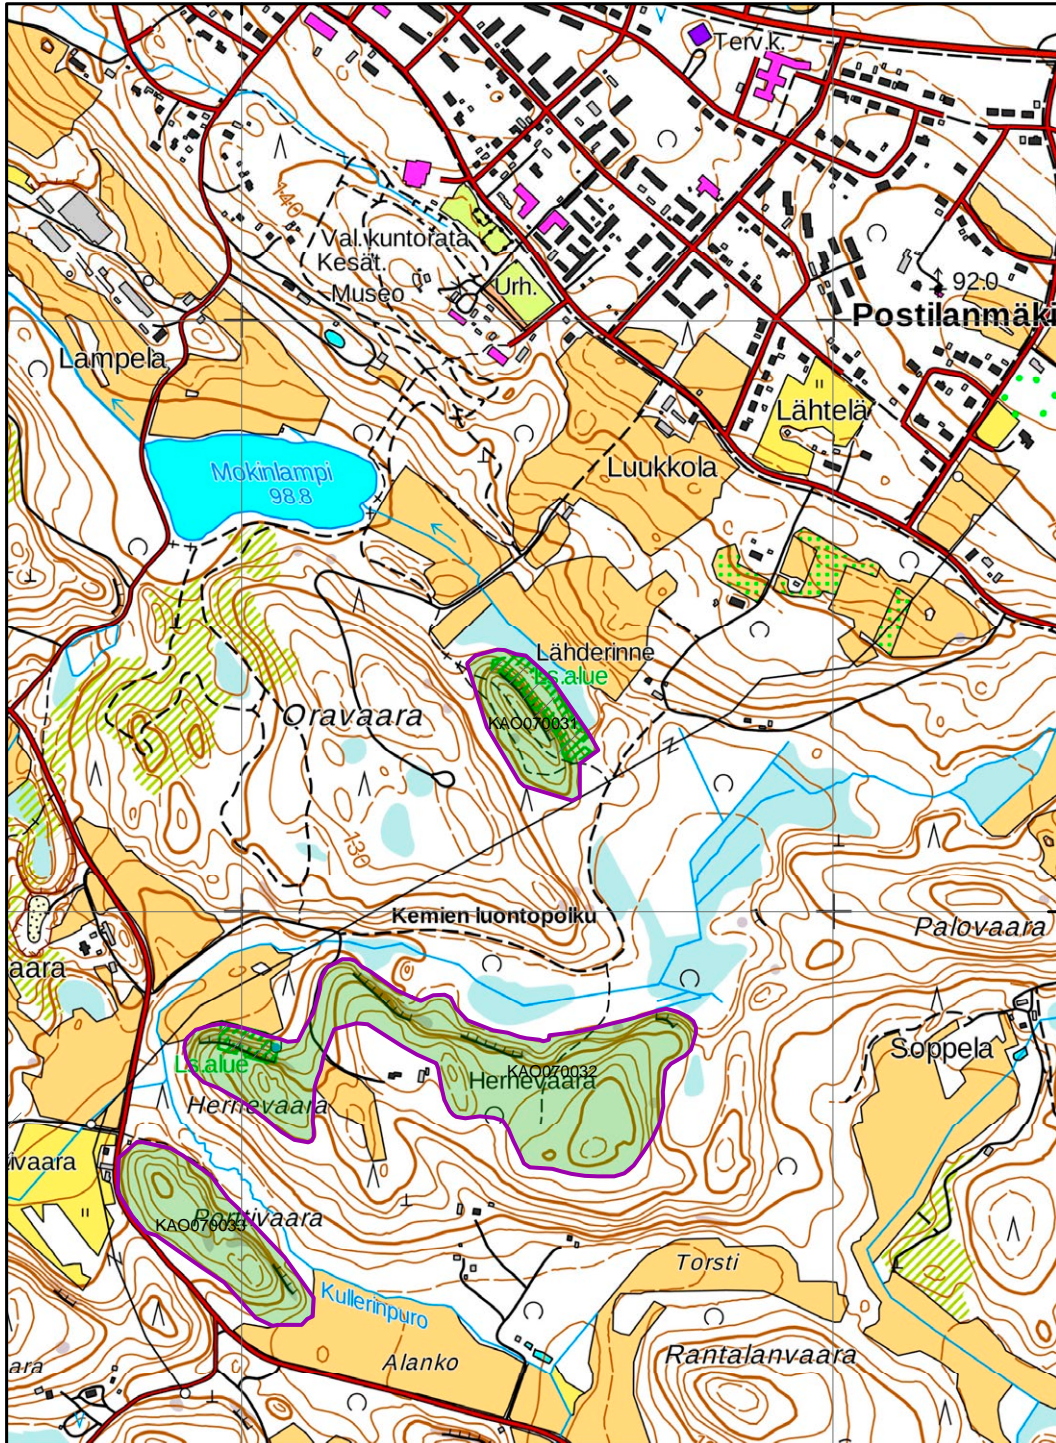 Terv.k.
140
Val.kuntorata
Kesät.
Museo
Urh.
92.0
Postilanmäki
Lampela
Lähtelä
Luukkola
Mokinlampi
98.8
Lähderinne
Ls.alue
KAO070031
Oravaara
130
Kemien luontopolku
Palovaara
aara
Soppela
Ls.alue
KAO070032
Hernevaara
Hernevaara
ivaara
KAO070033
Porttivaara
Torsti
Kullerinpuro
Alanko
Rantalanvaara
ara